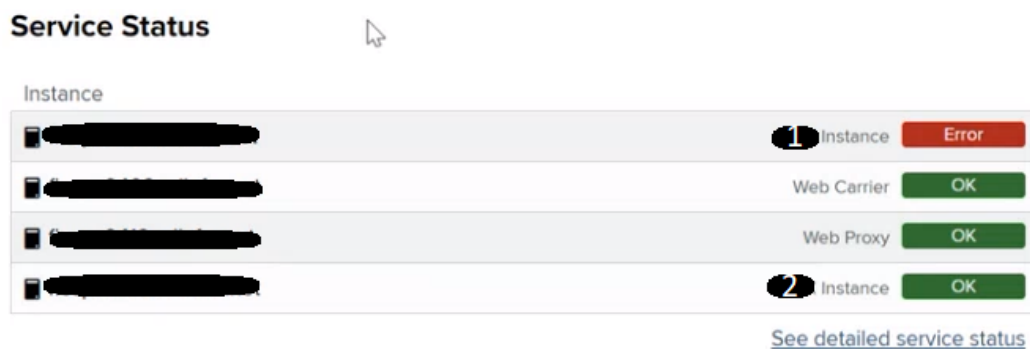 Service Status
Instance
1 Instance Error
Web Carrier OK
Web Proxy OK
2 Instance OK
See detailed service status